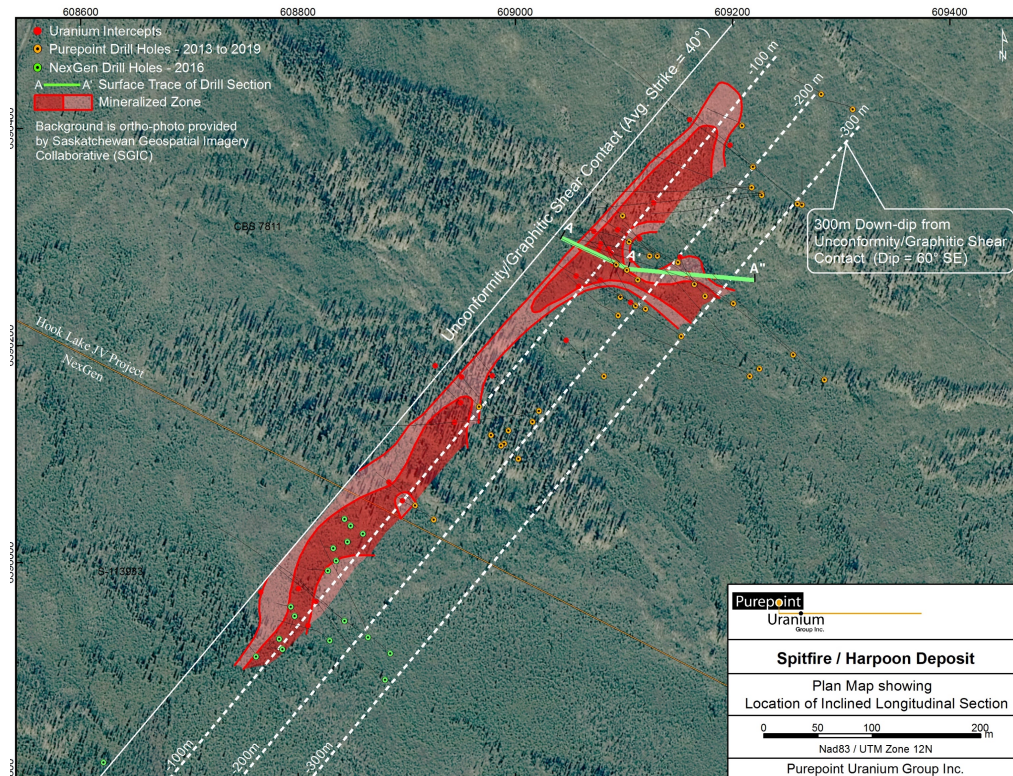 608600
608800
609000
609200
609400
Uranium Intercepts
Purepoint Drill Holes - 2013 to 2019
NexGen Drill Holes - 2016
A A' Surface Trace of Drill Section
Mineralized Zone
Background is ortho-photo provided
by Saskatchewan Geospatial Imagery
Collaborative (SGIC)
N
-100 m
-200 m
-300 m
Unconformity/Graphitic Shear Contact (Avg. Strike = 40°)
CBS 7811
A
A'
A"
300m Down-dip from
Unconformity/Graphitic Shear
Contact (Dip = 60° SE)
Hook Lake JV Project
NexGen
S-113933
-100m
-200m
-300m
Purepoint
Uranium
Group Inc.
Spitfire / Harpoon Deposit
Plan Map showing
Location of Inclined Longitudinal Section
0 50 100 200
m
Nad83 / UTM Zone 12N
Purepoint Uranium Group Inc.